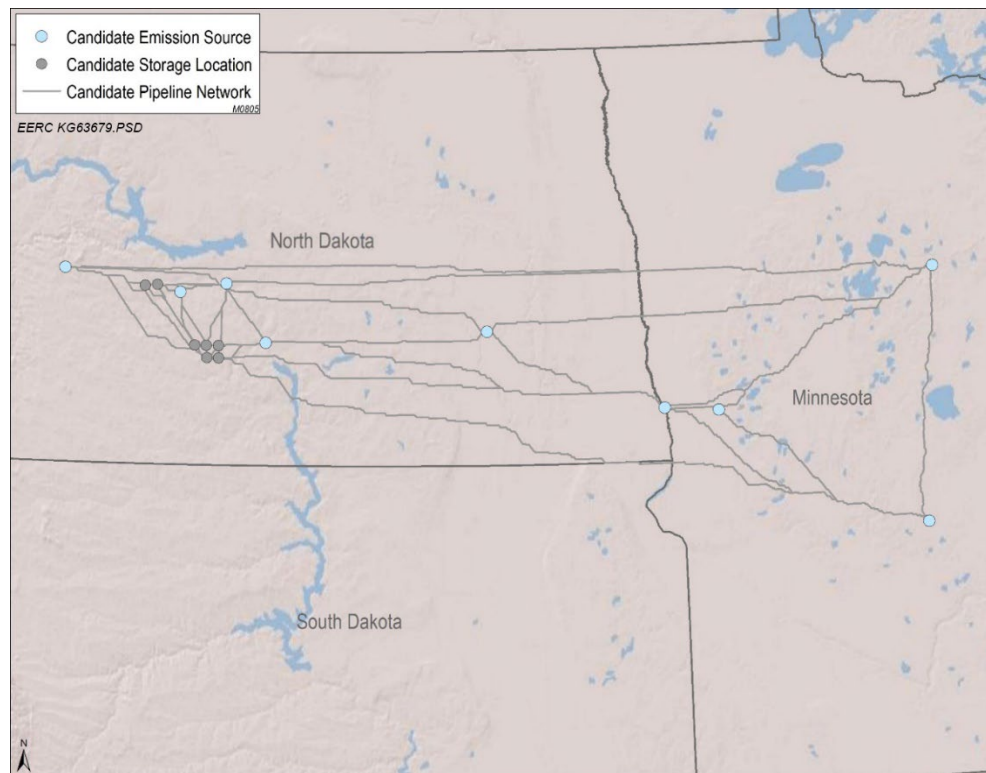 Candidate Emission Source
Candidate Storage Location
Candidate Pipeline Network
M0805
EERC KG63679.PSD
North Dakota
Minnesota
South Dakota
N